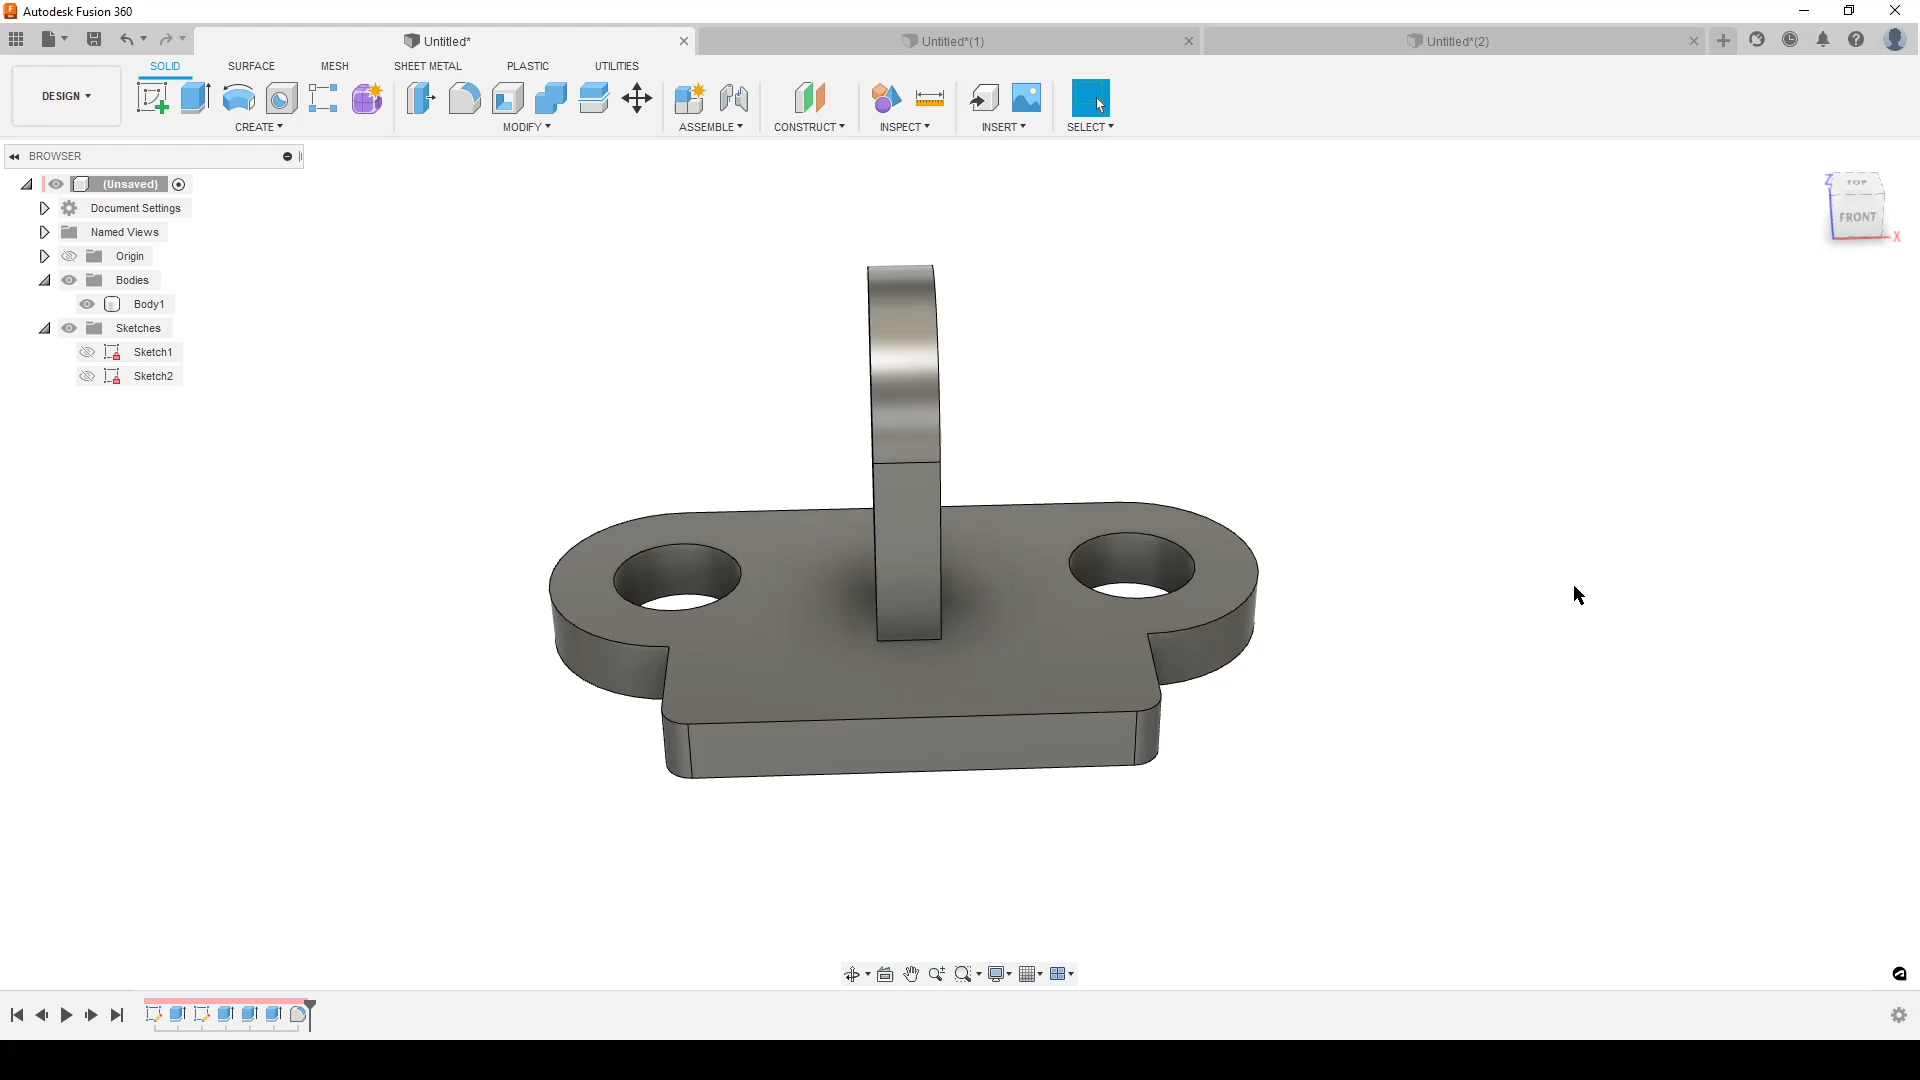 Autodesk Fusion 360
Untitled*
Untitled*(1)
Untitled*(2)
DESIGN
SOLID
SURFACE
MESH
SHEET METAL
PLASTIC
UTILITIES
CREATE
MODIFY
ASSEMBLE
CONSTRUCT
INSPECT
INSERT
SELECT
BROWSER
(Unsaved)
Document Settings
Named Views
Origin
Bodies
Body1
Sketches
Sketch1
Sketch2
Z
TOP
FRONT
X